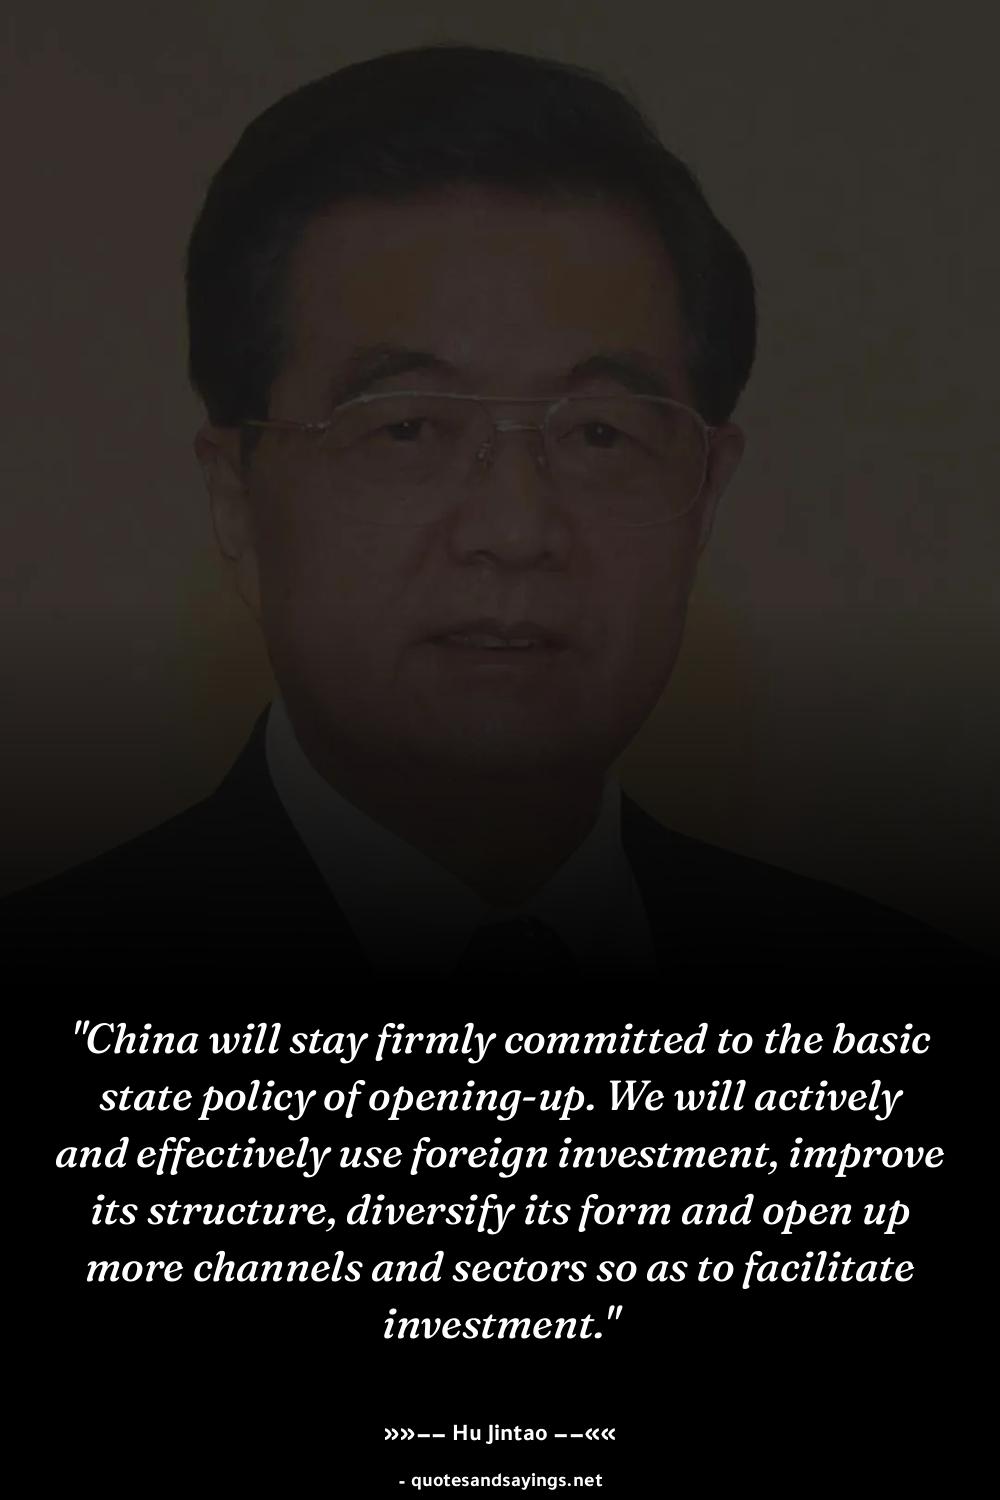 "China will stay firmly committed to the basic
state policy of opening-up. We will actively
and effectively use foreign investment, improve
its structure, diversify its form and open up
more channels and sectors so as to facilitate
investment."
»»−− Hu Jintao −−««
- quotesandsayings.net